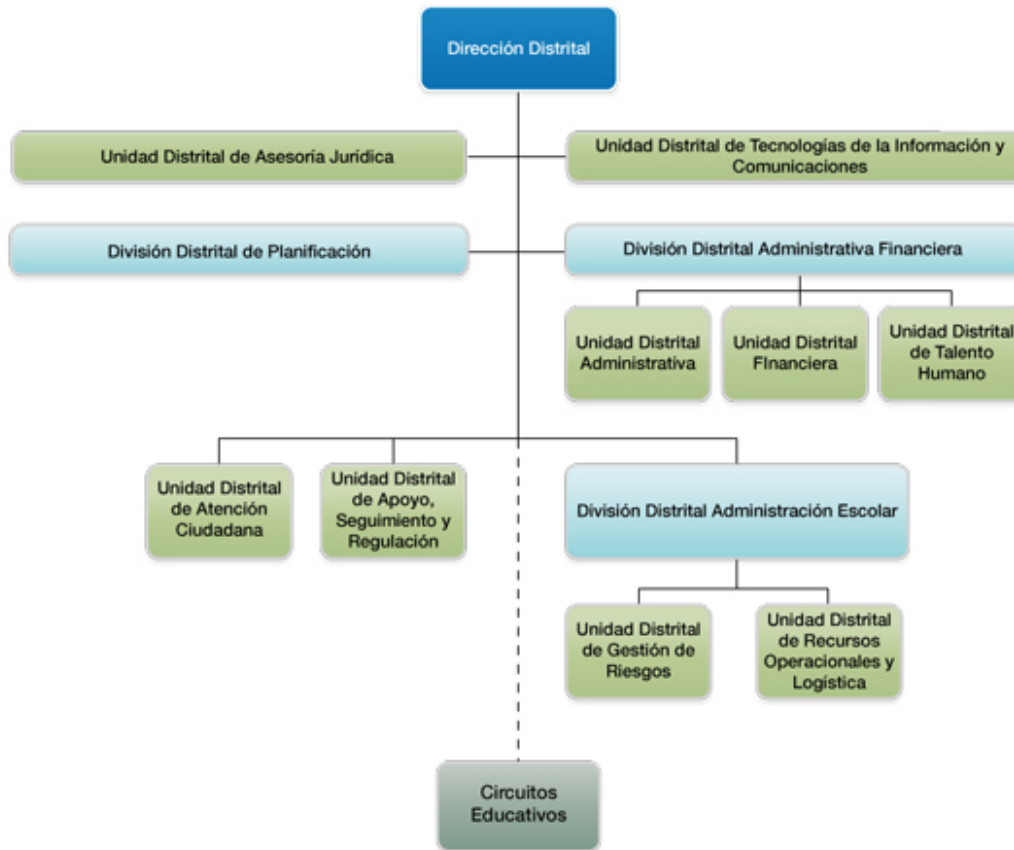 Dirección Distrital
Unidad Distrital de Asesoría Jurídica
Unidad Distrital de Tecnologías de la Información y
Comunicaciones
División Distrital de Planificación
División Distrital Administrativa Financiera
Unidad Distrital
Administrativa
Unidad Distrital
FInanciera
Unidad Distrital
de Talento
Humano
Unidad Distrital
de Atención
Ciudadana
Unidad Distrital
de Apoyo,
Seguimiento y
Regulación
División Distrital Administración Escolar
Unidad Distrital
de Gestión de
Riesgos
Unidad Distrital
de Recursos
Operacionales y
Logística
Circuitos
Educativos